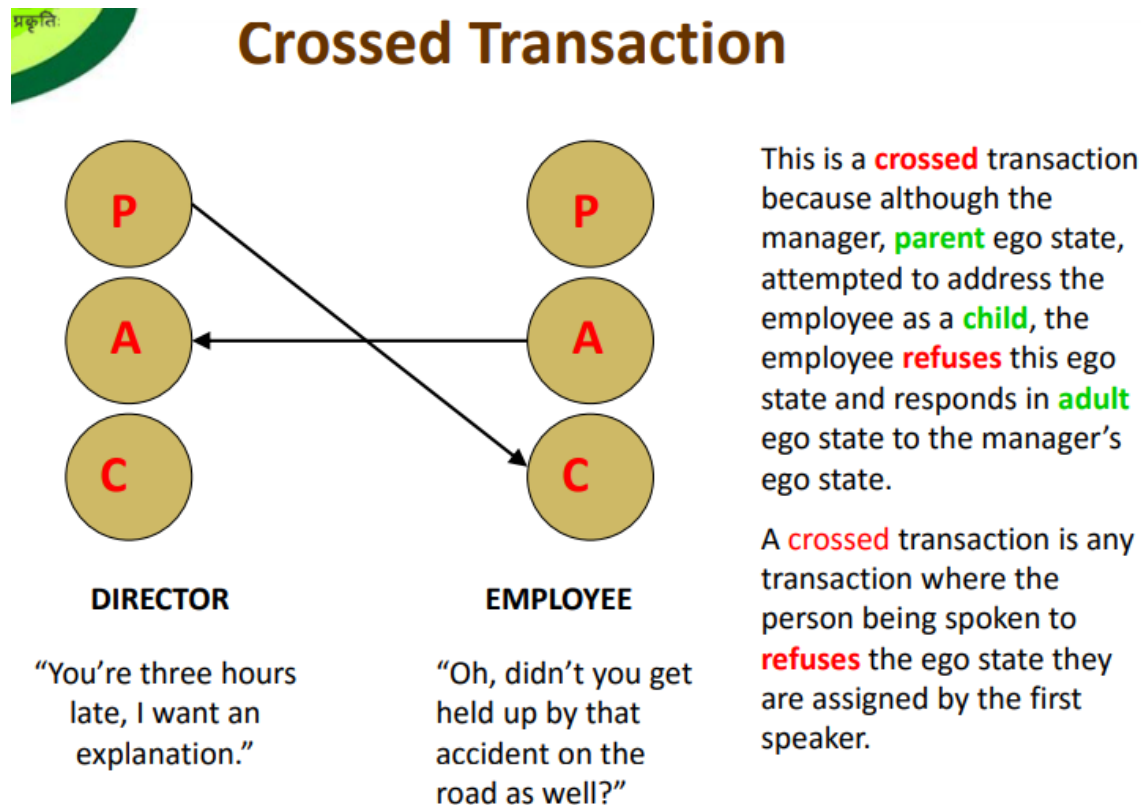 प्रकृतिः
Crossed Transaction
P
A
C
DIRECTOR
“You’re three hours
late, I want an
explanation.”
P
A
C
EMPLOYEE
“Oh, didn’t you get
held up by that
accident on the
road as well?”
This is a crossed transaction
because although the
manager, parent ego state,
attempted to address the
employee as a child, the
employee refuses this ego
state and responds in adult
ego state to the manager’s
ego state.
A crossed transaction is any
transaction where the
person being spoken to
refuses the ego state they
are assigned by the first
speaker.